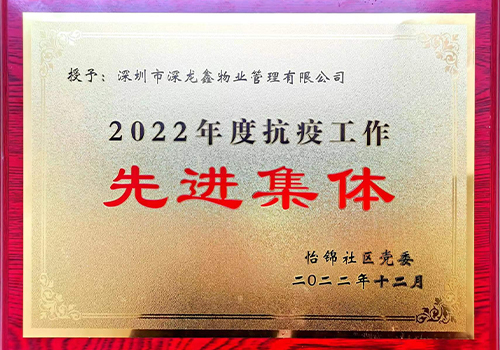 授予：深圳市深龙鑫物业管理有限公司
2022年度抗疫工作
先进集体
怡锦社区党委
二〇二二年十二月